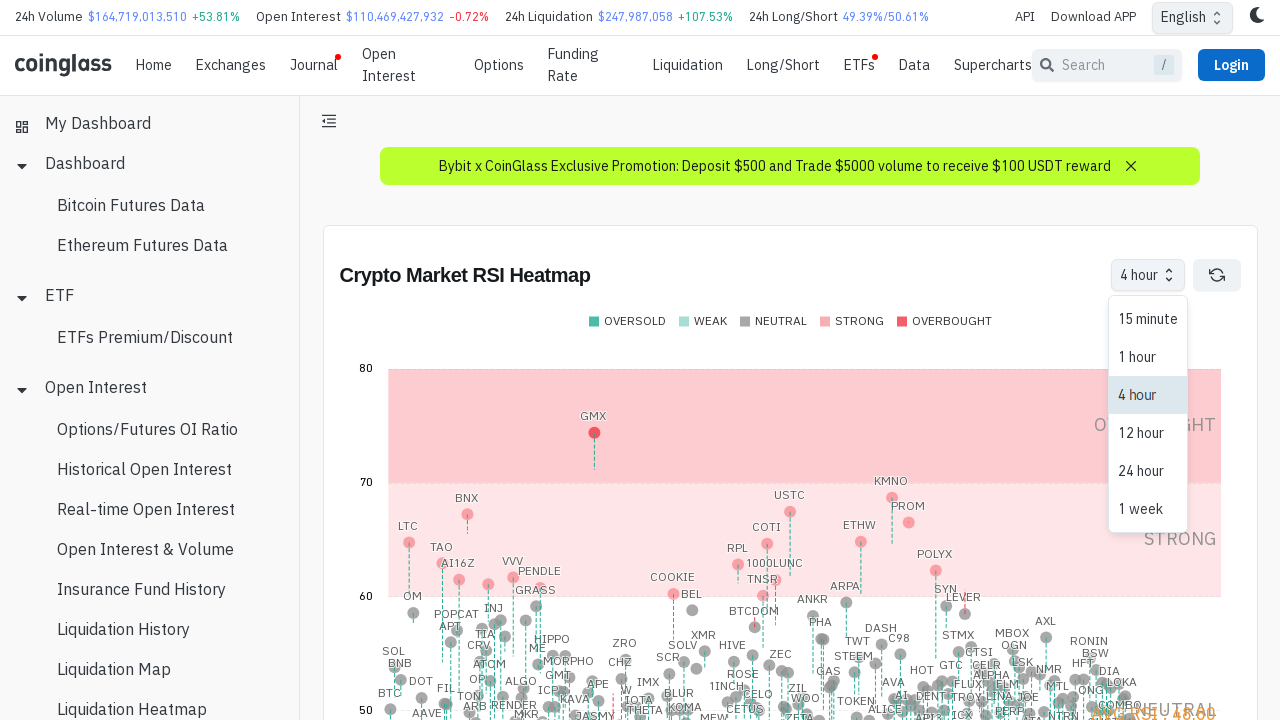 24h Volume $164,719,013,510 +53.81% Open Interest $110,469,427,932 -0.72% 24h Liquidation $247,987,058 +107.53% 24h Long/Short 49.39%/50.61% API Download APP English
coinglass Home Exchanges Journal Open Interest Options Funding Rate Liquidation Long/Short ETFs Data Supercharts Search / Login
My Dashboard
Dashboard
Bitcoin Futures Data
Ethereum Futures Data
ETF
ETFs Premium/Discount
Open Interest
Options/Futures OI Ratio
Historical Open Interest
Real-time Open Interest
Open Interest & Volume
Insurance Fund History
Liquidation History
Liquidation Map
Liquidation Heatmap
Bybit x CoinGlass Exclusive Promotion: Deposit $500 and Trade $5000 volume to receive $100 USDT reward
Crypto Market RSI Heatmap
4 hour
15 minute
1 hour
4 hour
12 hour
24 hour
1 week
OVERSOLD WEAK NEUTRAL STRONG OVERBOUGHT
80
GMX
70
KMNO
BNX USTC PROM
LTC COTI ETHW
STRONG
TAO RPL POLYX
AI16Z VVV PENDLE 1000LUNC
COOKIE TNSR
60
OM GRASS BEL ARPA SYN LEVER
POPCAT INJ BTCDOM ANKR
APT TIA PHA DASH AXL
CRV HIPPO XMR C98 STMX MBOX
SOL ME ZRO SOLV HIVE TWT OGN RONIN
BNB ATOM MORPHO CHZ SCR ZEC STEEM CTSI BSW
DOT OP GMT ROSE GAS HOT GTC CELR LSK HFT
BTC FIL ALGO ICP APE IMX 1INCH ZIL AVA FLUX ALPHA NMR DIA
TON KAVA W BLUR CELO WOO AI DENT ELM MTL ONG LQKA
AAVE ARB RENDER IOTA KOMA CETUS TOKEN TROY LINA JOE COMBO
50 MKR JASMY THETA MEW ZETA ALICE API3 ICX PERP NTRN NEUTRAL